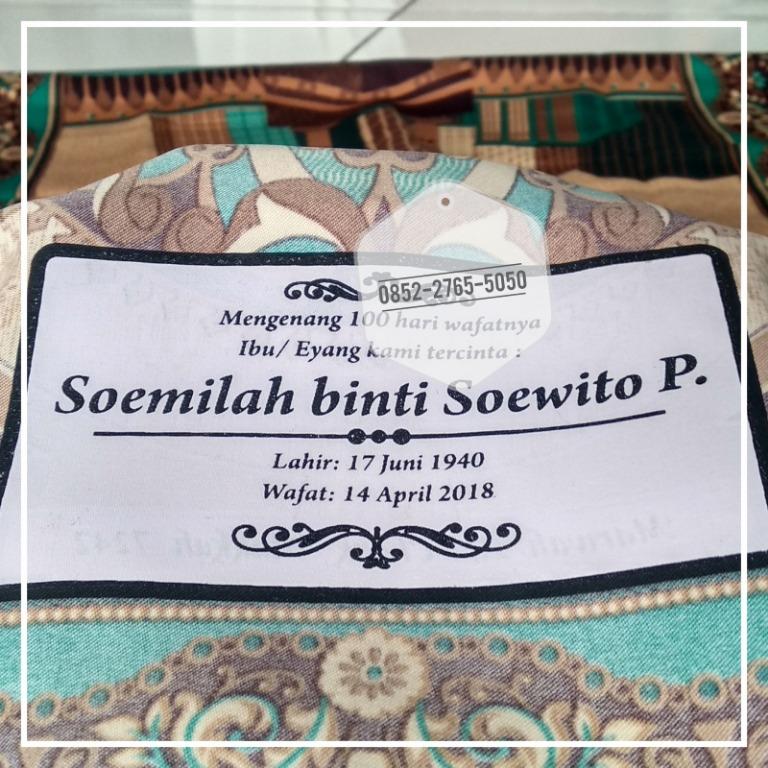 0852-2765-5050
Mengenang 100 hari wafatnya
Ibu/ Eyang kami tercinta :
Soemilah binti Soewito P.
Lahir: 17 Juni 1940
Wafat: 14 April 2018